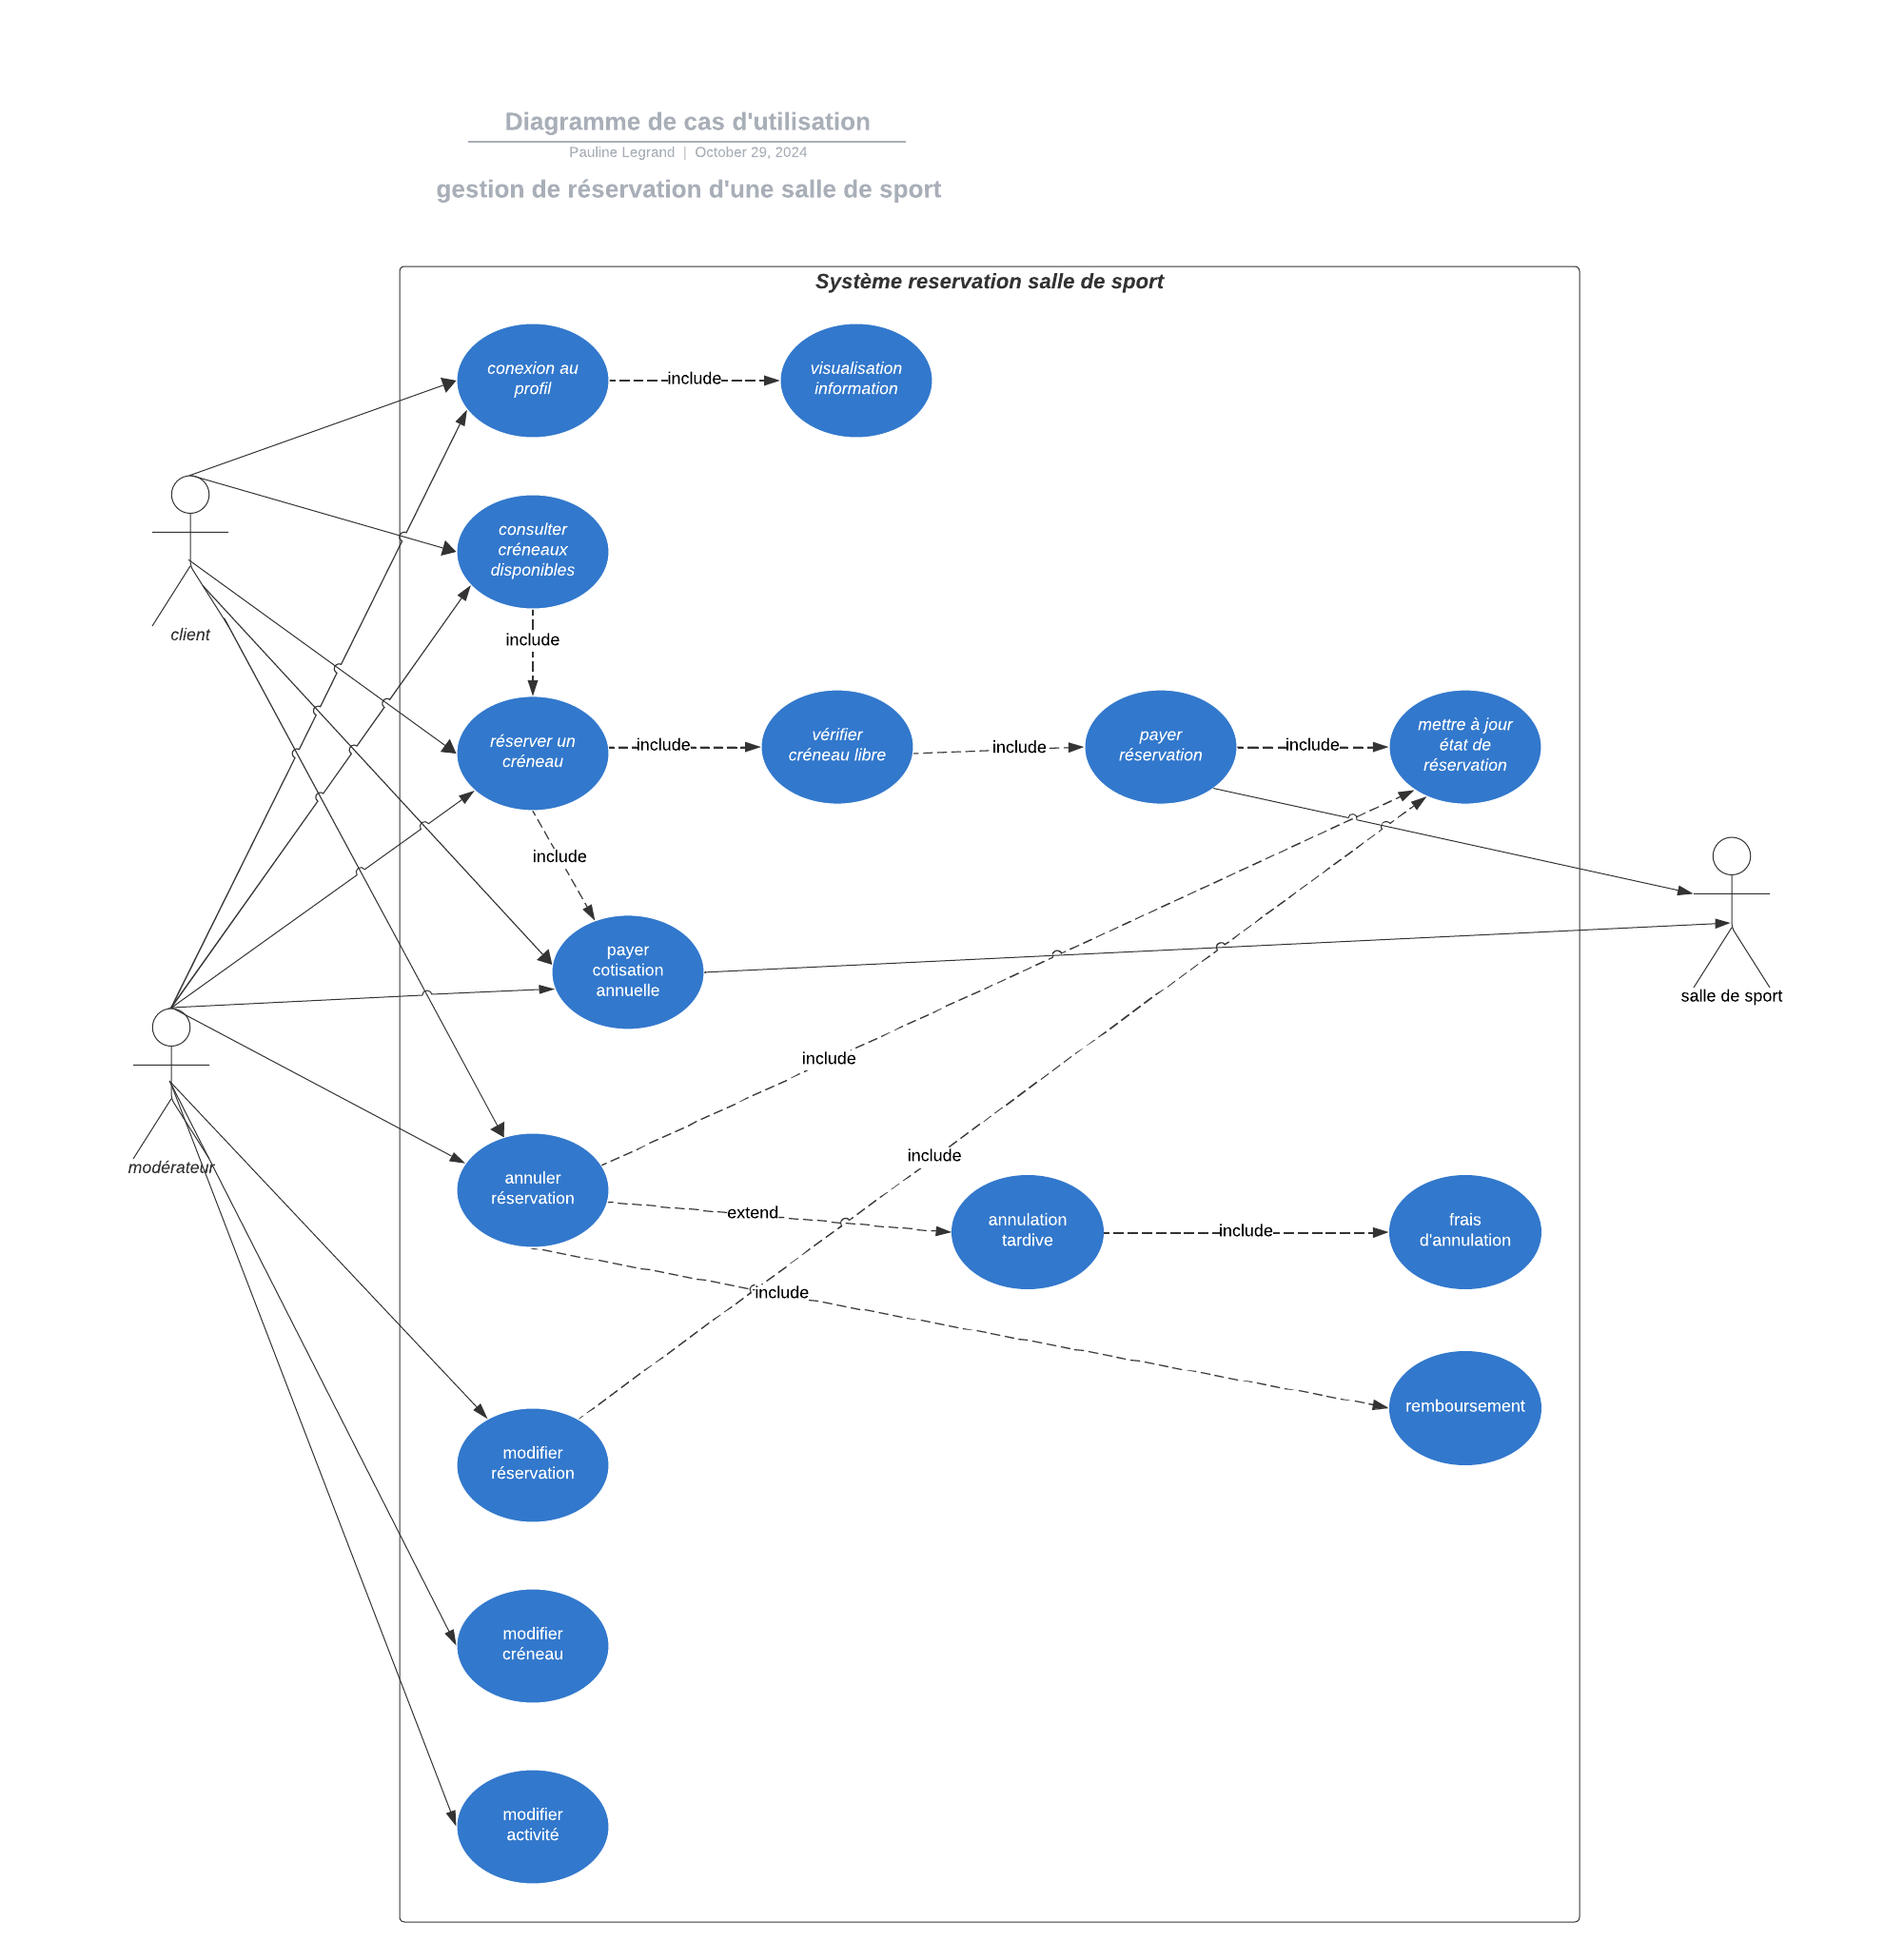 Diagramme de cas d'utilisation
Pauline Legrand | October 29, 2024
gestion de réservation d'une salle de sport
Système reservation salle de sport
conexion au
profil
include
visualisation
information
consulter
créneaux
disponibles
client
include
réserver un
créneau
include
vérifier
créneau libre
include
payer
réservation
include
mettre à jour
état de
réservation
include
payer
cotisation
annuelle
salle de sport
include
modérateur
annuler
réservation
include
extend
annulation
tardive
include
frais
d'annulation
include
remboursement
modifier
réservation
modifier
créneau
modifier
activité